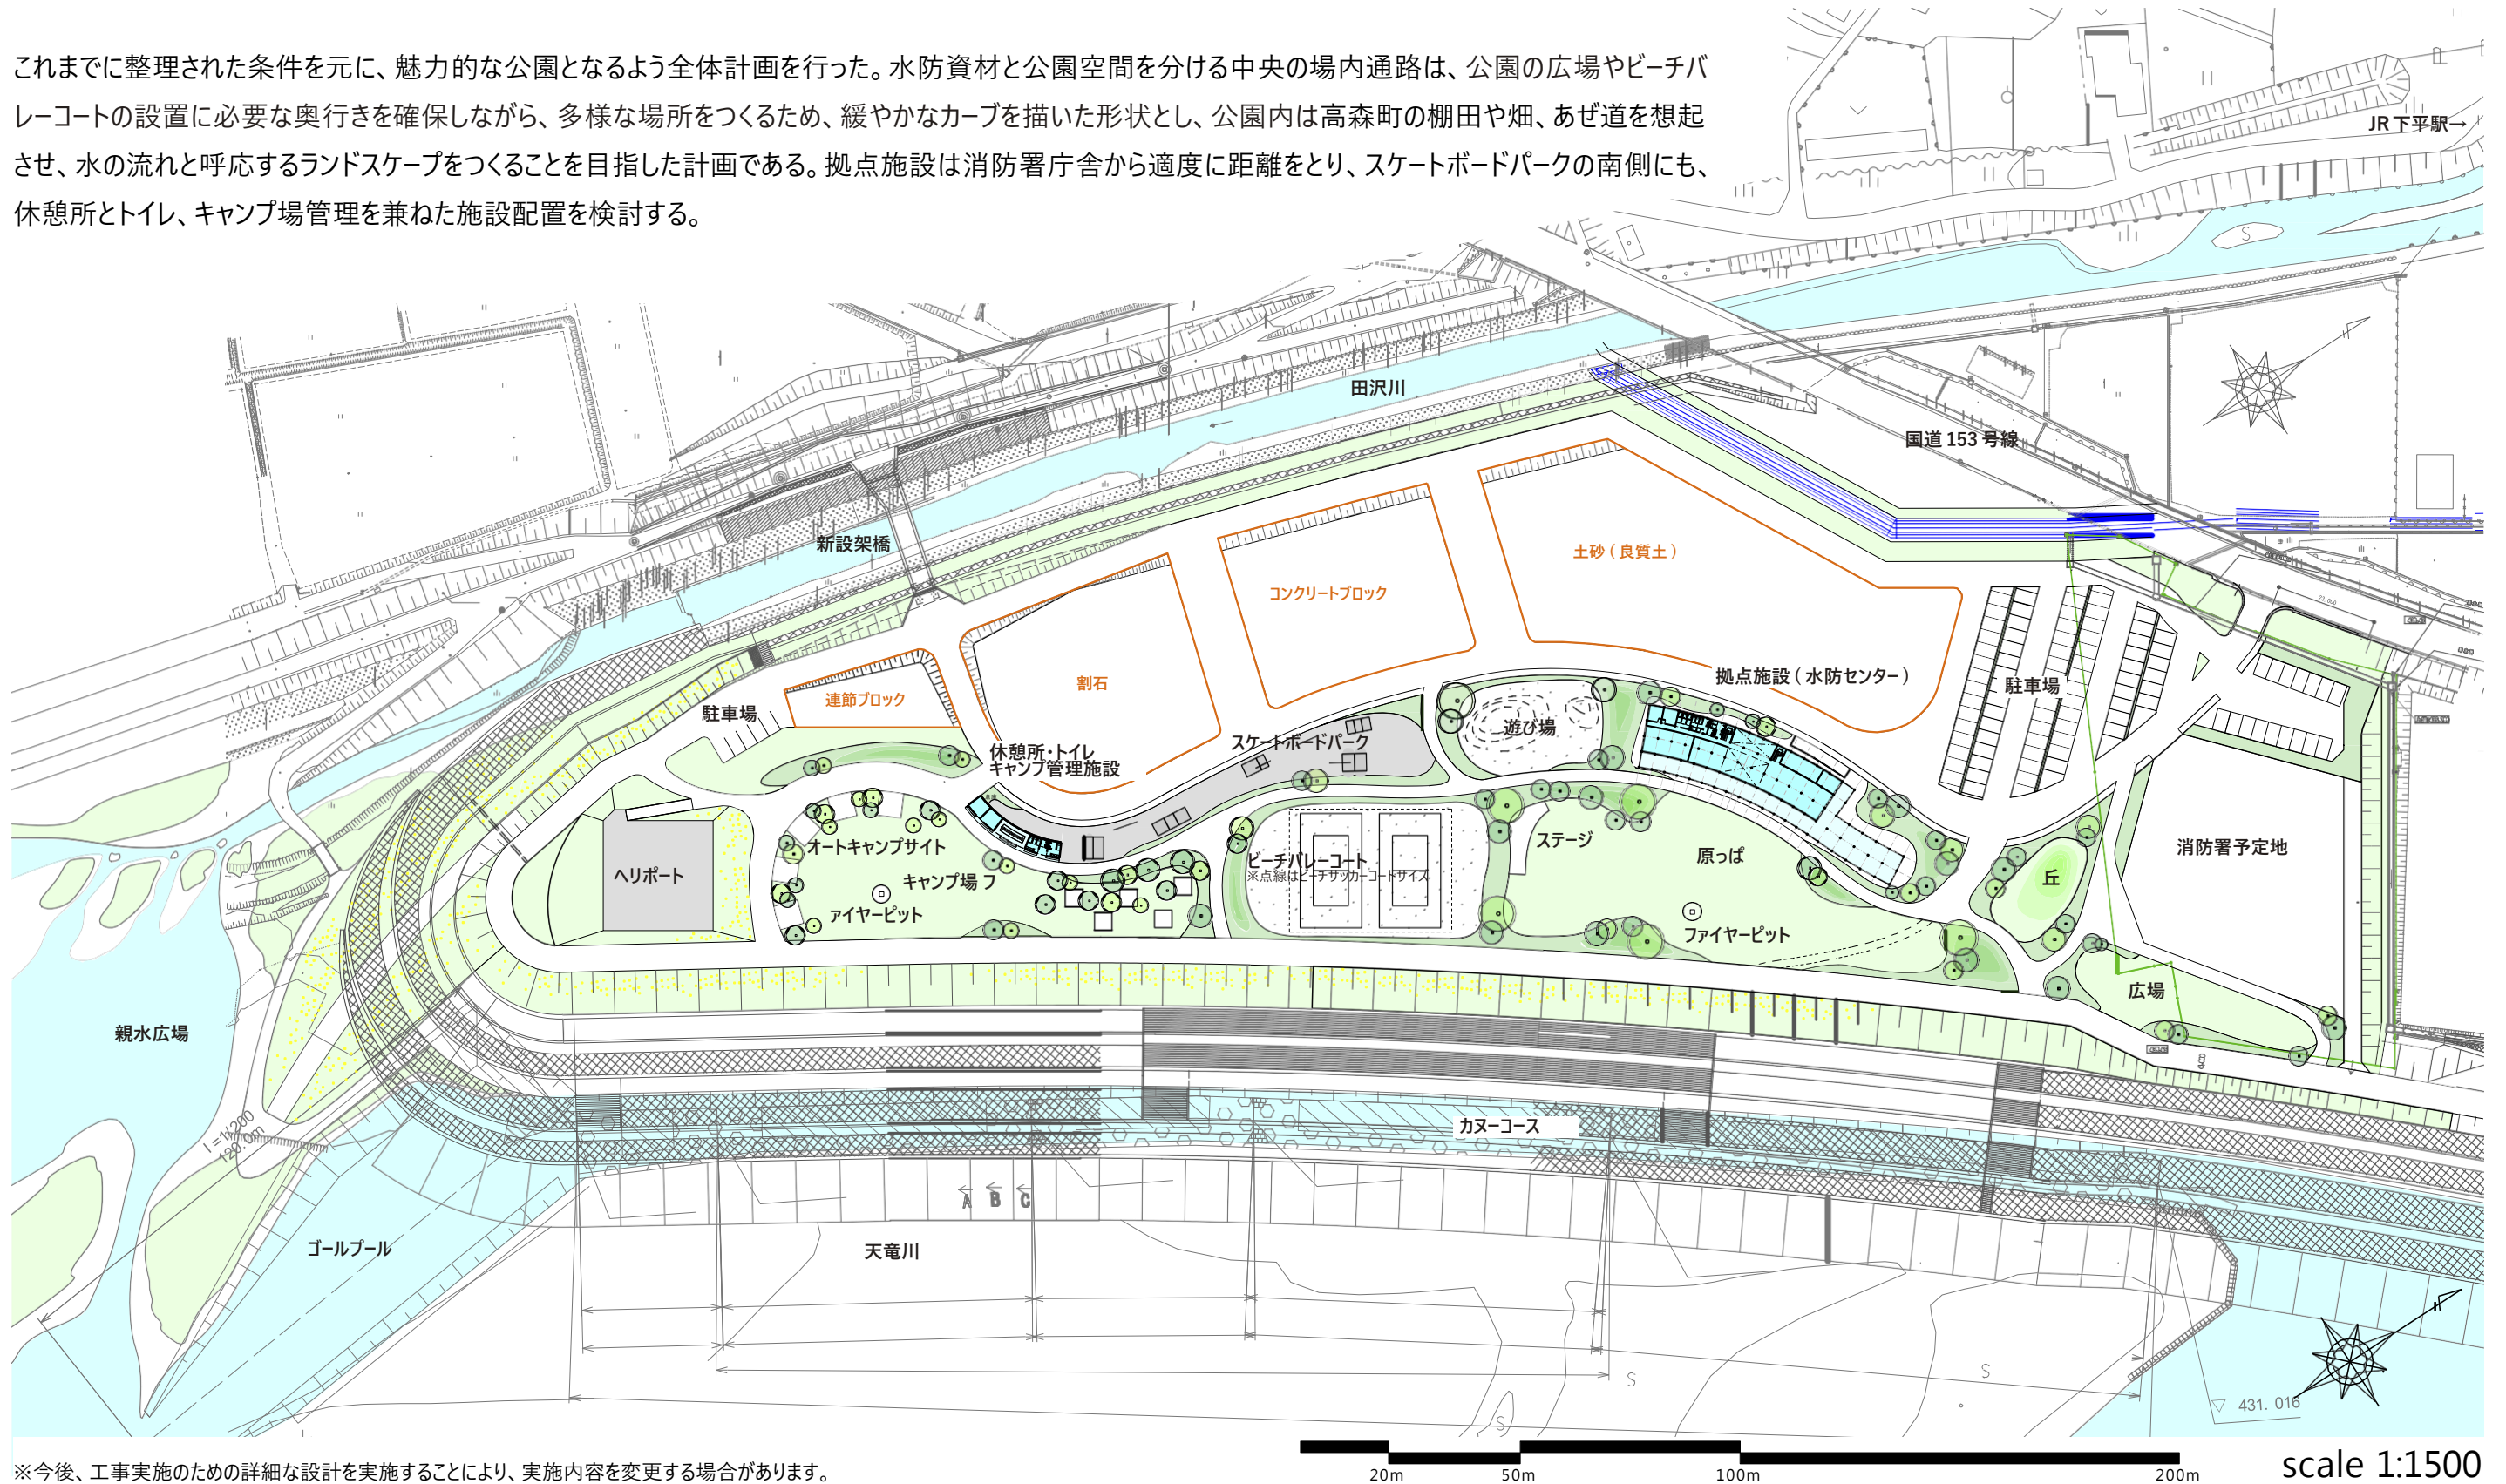 これまでに整理された条件を元に、魅力的な公園となるよう全体計画を行った。水防資材と公園空間を分ける中央の場内通路は、公園の広場やビーチバ
レーコートの設置に必要な奥行きを確保しながら、多様な場所をつくるため、緩やかなカーブを描いた形状とし、公園内は高森町の棚田や畑、あぜ道を想起
させ、水の流れと呼応するランドスケープをつくることを目指した計画である。拠点施設は消防署庁舎から適度に距離をとり、スケートボードパークの南側にも、
休憩所とトイレ、キャンプ場管理を兼ねた施設配置を検討する。
JR下平駅→
田沢川
国道153号線
新設架橋
土砂(良質土)
コンクリートブロック
割石
連節ブロック
駐車場
拠点施設(水防センター)
駐車場
遊び場
スケートボードパーク
休憩所・トイレ
キャンプ管理施設
オートキャンプサイト
ステージ
原っぱ
消防署予定地
ビーチバレーコート
※点線はビーチサッカーコートサイズ
ヘリポート
キャンプ場フ
ァイヤーピット
丘
ファイヤーピット
広場
親水広場
カヌーコース
I=1/200
120.0m
A B C
ゴールプール
天竜川
S
S
S
S
431.016
※今後、工事実施のための詳細な設計を実施することにより、実施内容を変更する場合があります。
20m 50m 100m 200m
scale 1:1500